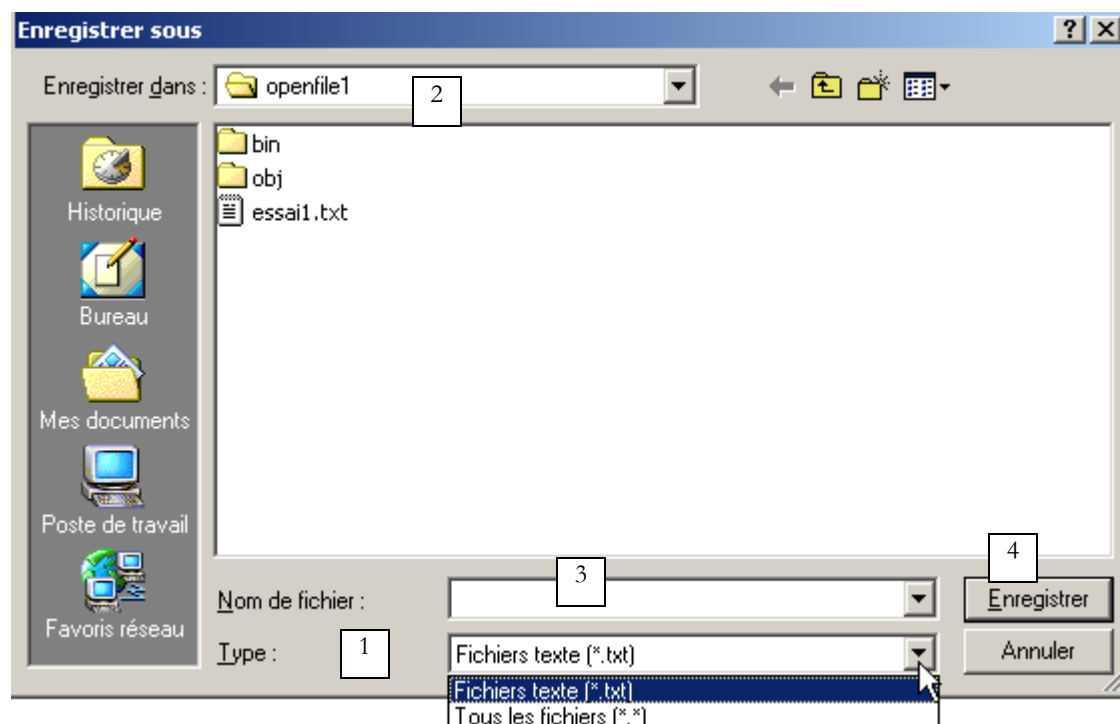 Enregistrer sous
Enregistrer dans :
openfile1
2
bin
obj
essai1.txt
Historique
Bureau
Mes documents
Poste de travail
Favoris réseau
Nom de fichier :
3
4
Enregistrer
Type :
1
Fichiers texte (*.txt)
Annuler
Fichiers texte (*.txt)
Tous les fichiers (*.*)